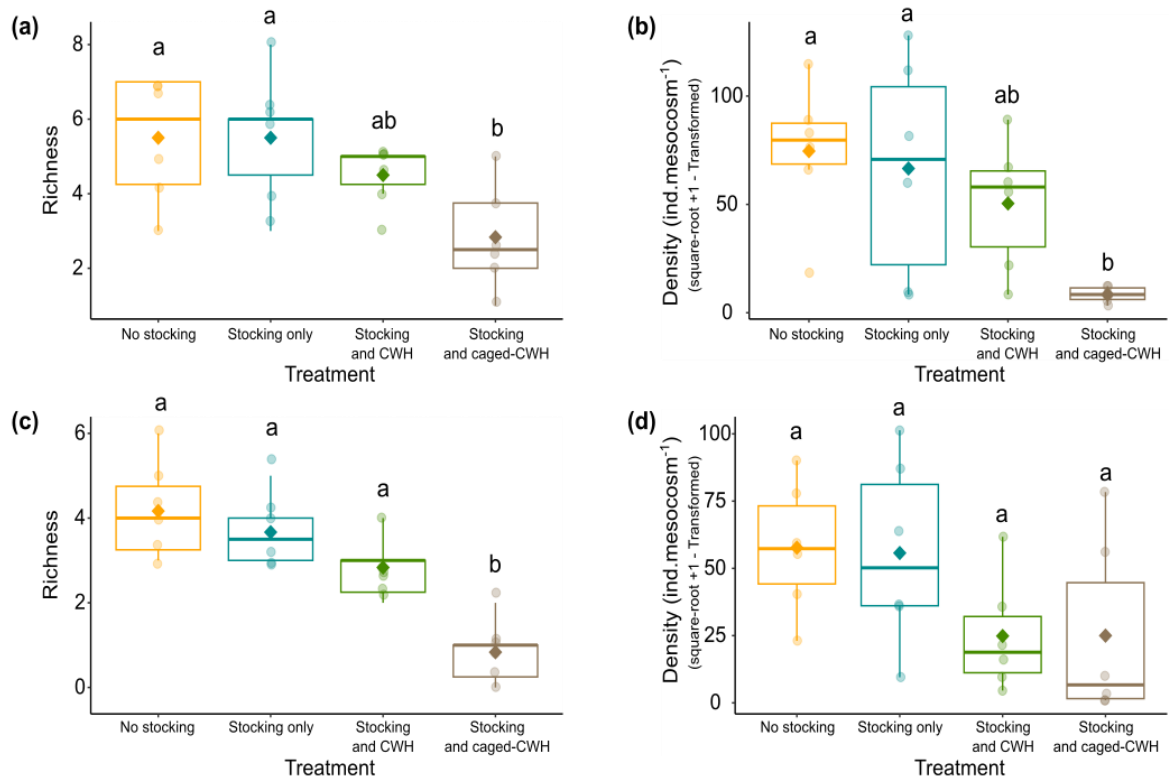 (a)
Richness
8
6
4
2
a
a
ab
b
No stocking
Stocking only
Stocking
and CWH
Stocking
and caged-CWH
Treatment
(b)
Density (ind.mesocosm⁻¹)
(square-root +1 - Transformed)
100
50
0
a
a
ab
b
No stocking
Stocking only
Stocking
and CWH
Stocking
and caged-CWH
Treatment
(c)
Richness
6
4
2
0
a
a
a
b
No stocking
Stocking only
Stocking
and CWH
Stocking
and caged-CWH
Treatment
(d)
Density (ind.mesocosm⁻¹)
(square-root +1 - Transformed)
100
75
50
25
0
a
a
a
a
No stocking
Stocking only
Stocking
and CWH
Stocking
and caged-CWH
Treatment